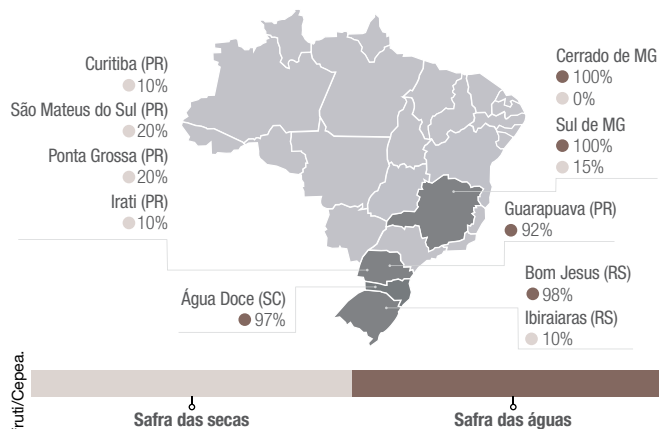 Curitiba (PR)
10%
São Mateus do Sul (PR)
20%
Ponta Grossa (PR)
20%
Irati (PR)
10%
Água Doce (SC)
97%
Cerrado de MG
100%
0%
Sul de MG
100%
15%
Guarapuava (PR)
92%
Bom Jesus (RS)
98%
Ibiraiaras (RS)
10%
Safra das secas
Safra das águas
fruti/Cepea.